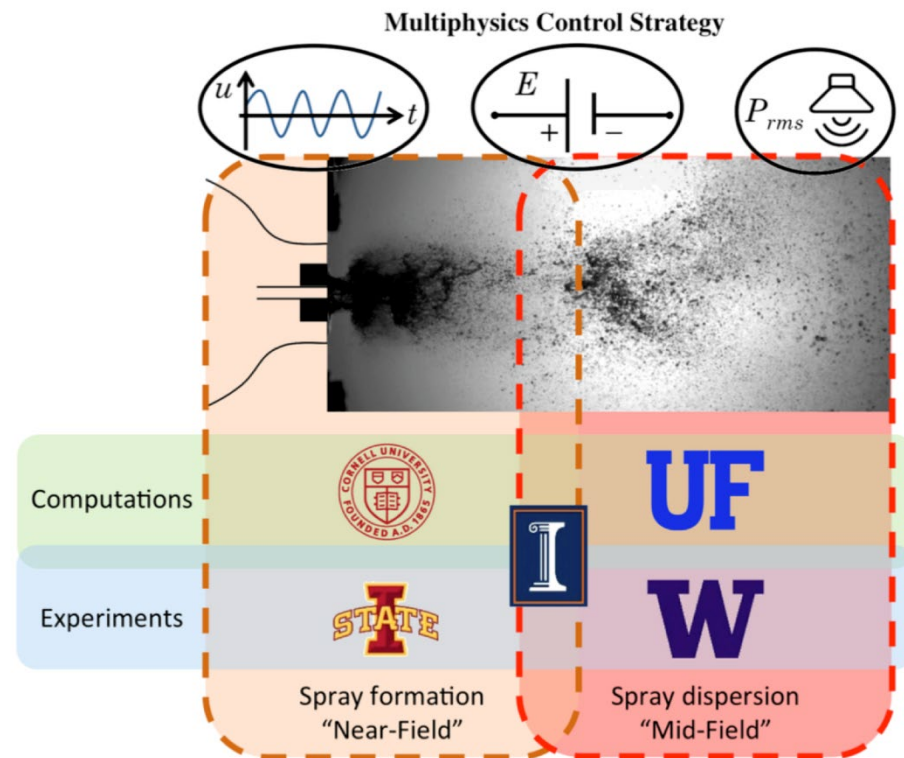 Multiphysics Control Strategy
u
t
E
+ −
P_rms
CORNELL UNIVERSITY
FOUNDED A.D. 1865
UF
Computations
I
I
STATE
W
Experiments
Spray formation
“Near-Field”
Spray dispersion
“Mid-Field”